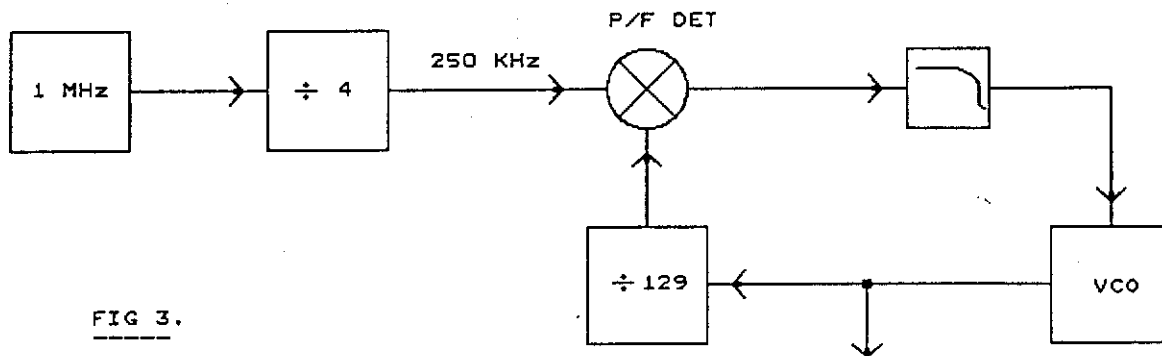 P/F DET
1 MHz
÷ 4
250 KHz
÷ 129
VCO
FIG 3.